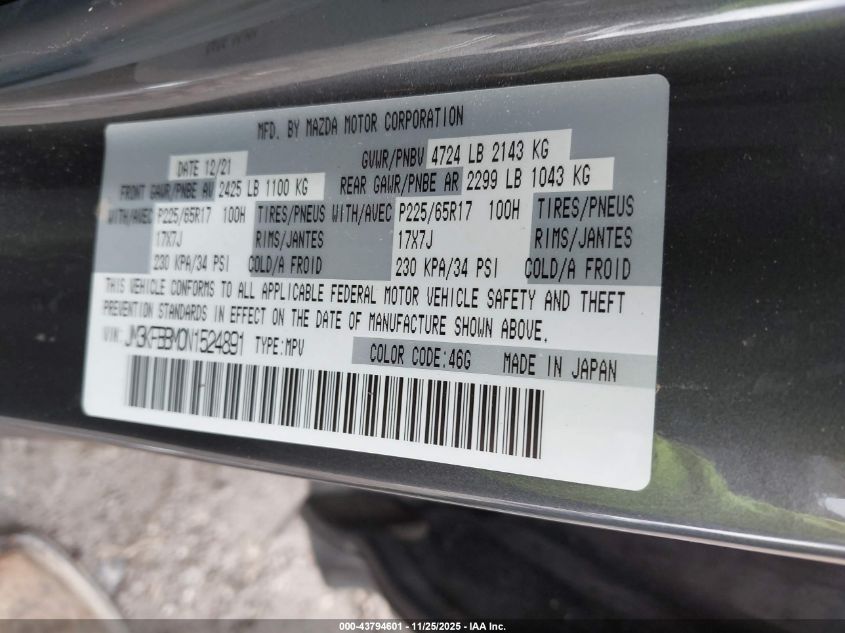 MFD. BY MAZDA MOTOR CORPORATION
DATE 12/21 GVWR/PNBV 4724 LB 2143 KG
FRONT GAWR/PNBE AV 2425 LB 1100 KG REAR GAWR/PNBE AR 2299 LB 1043 KG
WITH/AVEC P225/65R17 100H TIRES/PNEUS WITH/AVEC P225/65R17 100H TIRES/PNEUS
17X7J RIMS/JANTES 17X7J RIMS/JANTES
230 KPA/34 PSI COLD/A FROID 230 KPA/34 PSI COLD/A FROID
THIS VEHICLE CONFORMS TO ALL APPLICABLE FEDERAL MOTOR VEHICLE SAFETY AND THEFT
PREVENTION STANDARDS IN EFFECT ON THE DATE OF MANUFACTURE SHOWN ABOVE.
VIN: JM3KFBBM0N1524891 TYPE:MPV COLOR CODE:46G MADE IN JAPAN
000-43794601 - 11/25/2025 - IAA Inc.